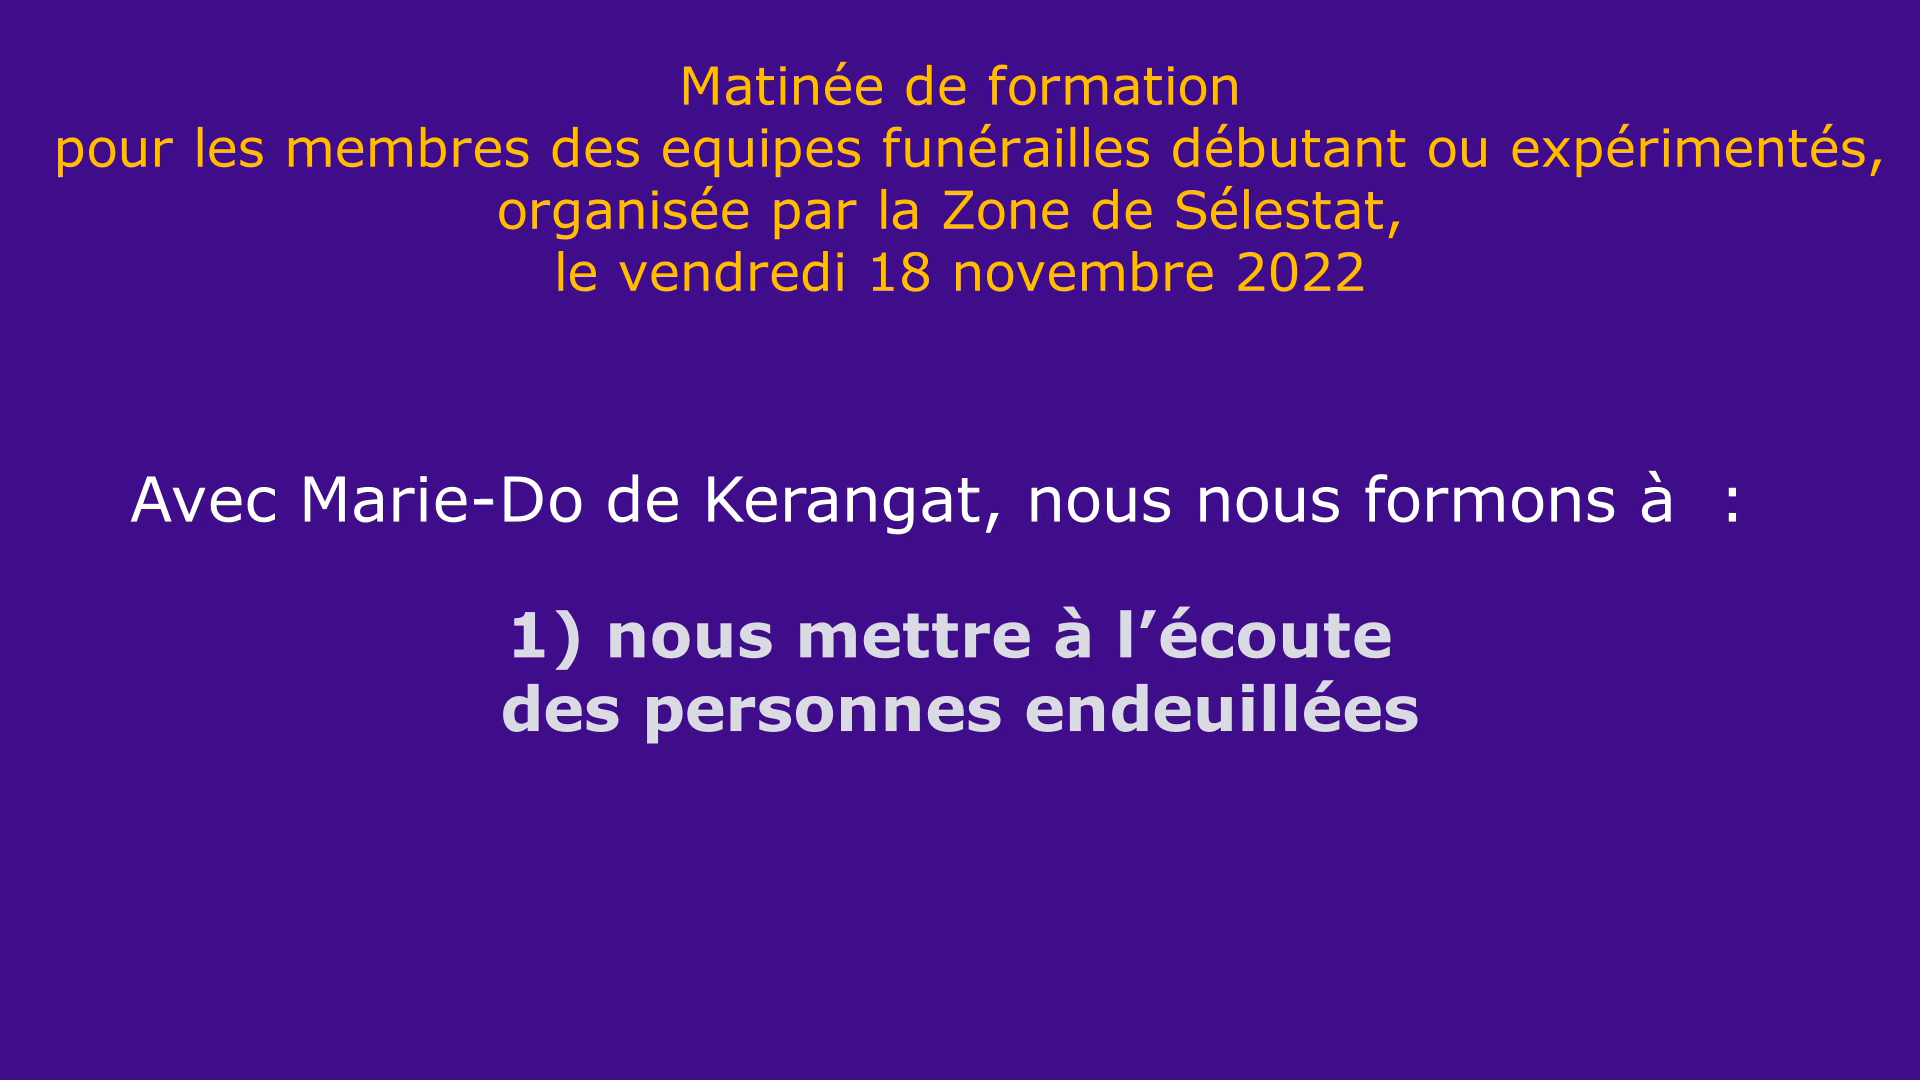 Matinée de formation
pour les membres des equipes funérailles débutant ou expérimentés,
organisée par la Zone de Sélestat,
le vendredi 18 novembre 2022
Avec Marie-Do de Kerangat, nous nous formons à  :
1) nous mettre à l’écoute
des personnes endeuillées